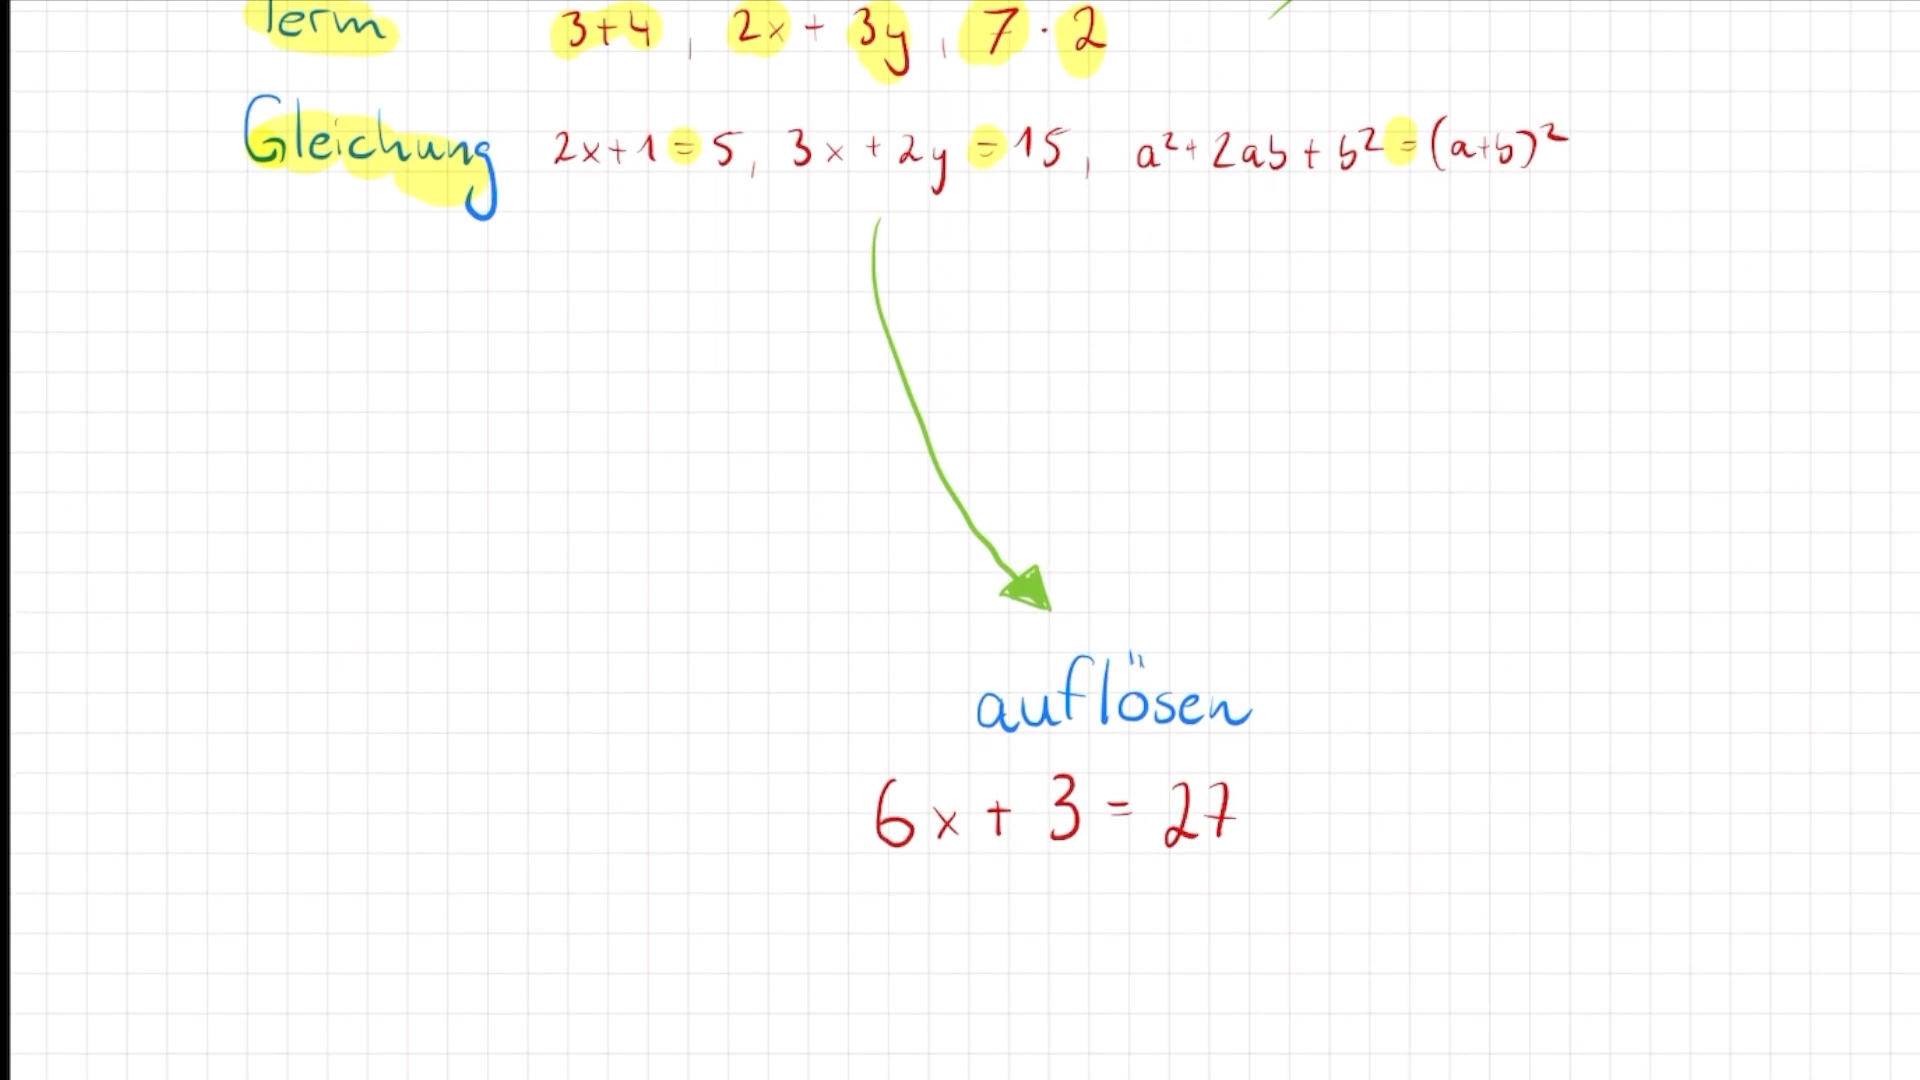 Term 3+4, 2x + 3y, 7 · 2
Gleichung 2x+1=5, 3x + 2y = 15, a²+2ab+b² = (a+b)²
auflösen
6x + 3 = 27